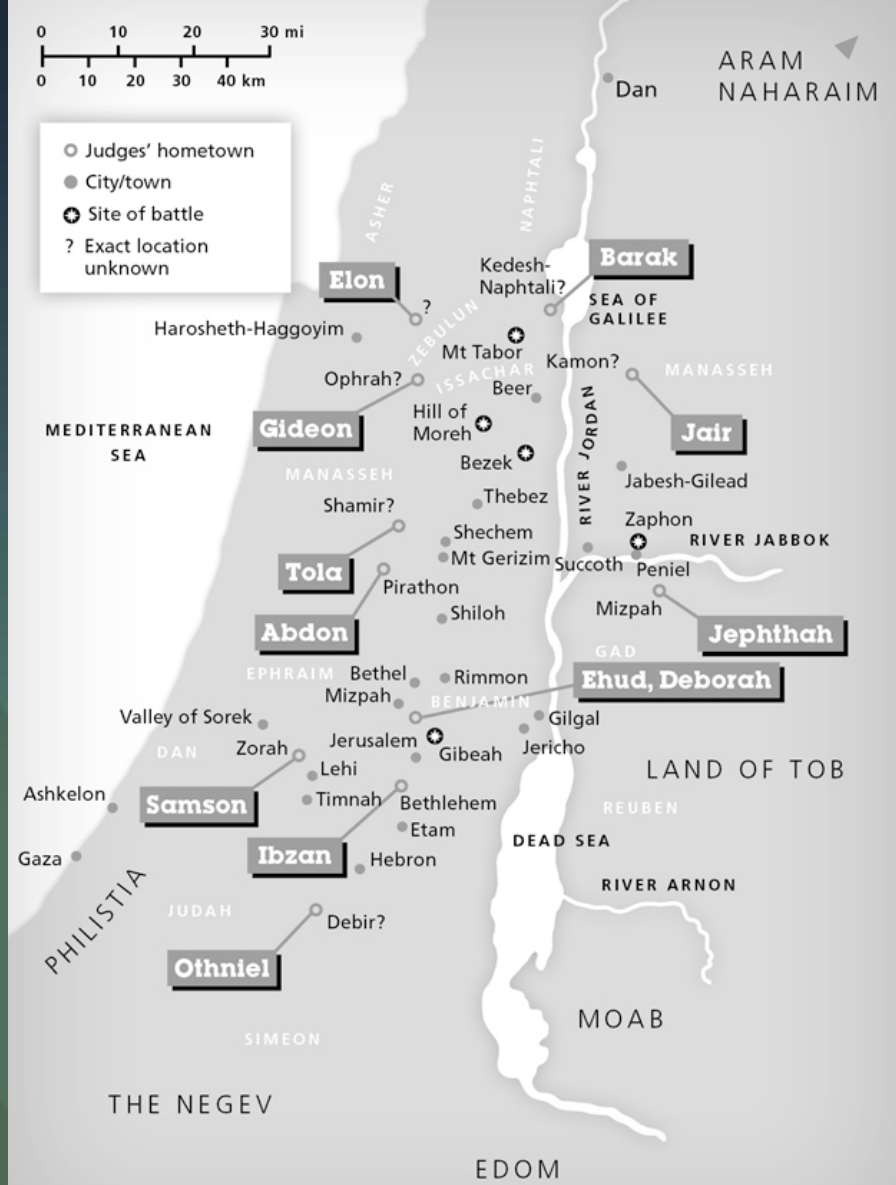 0 10 20 30 mi
0 10 20 30 40 km
Judges' hometown
City/town
Site of battle
? Exact location
unknown
ARAM
NAHARAIM
Dan
ASHER
NAPHTALI
Elon
?
Kedesh-
Naphtali?
Barak
SEA OF
GALILEE
Harosheth-Haggoyim
ZEBULUN
Mt Tabor
Kamon?
MANASSEH
Ophrah?
ISSACHAR
Beer
Gideon
Hill of
Moreh
RIVER JORDAN
Jair
MEDITERRANEAN
SEA
Bezek
MANASSEH
Jabesh-Gilead
Shamir?
Thebez
Zaphon
Shechem
RIVER JABBOK
Tola
Mt Gerizim
Succoth
Peniel
Pirathon
Mizpah
Abdon
Shiloh
Jephthah
GAD
EPHRAIM
Bethel
Rimmon
Ehud, Deborah
Mizpah
BENJAMIN
Valley of Sorek
Gilgal
Jerusalem
Gibeah
Jericho
DAN
Zorah
Lehi
LAND OF TOB
Ashkelon
Samson
Timnah
Bethlehem
REUBEN
Etam
DEAD SEA
Gaza
Ibzan
Hebron
RIVER ARNON
PHILISTIA
JUDAH
Debir?
Othniel
MOAB
SIMEON
THE NEGEV
EDOM